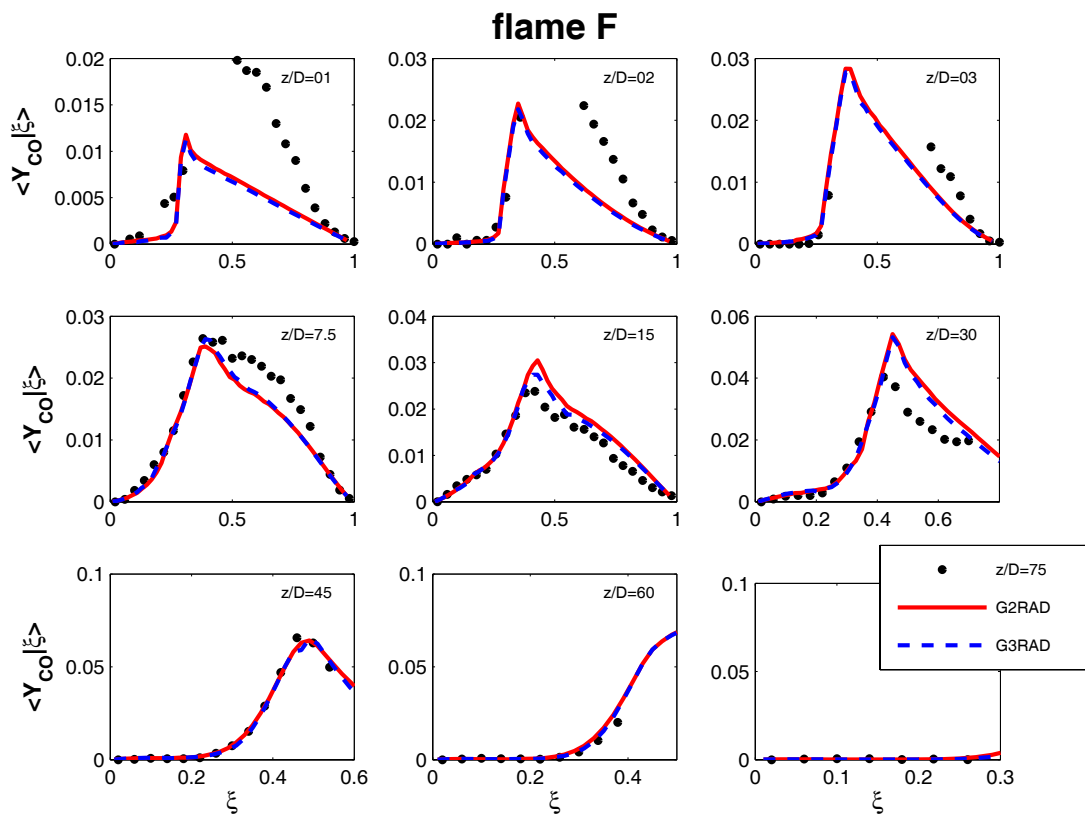 flame F
<Y_CO|ξ>
0.02
0.015
0.01
0.005
0
z/D=01
0 0.5 1
0.03
0.02
0.01
0
z/D=02
0 0.5 1
0.03
0.02
0.01
0
z/D=03
0 0.5 1
<Y_CO|ξ>
0.03
0.02
0.01
0
z/D=7.5
0 0.5 1
0.04
0.03
0.02
0.01
0
z/D=15
0 0.5 1
0.06
0.04
0.02
0
z/D=30
0 0.2 0.4 0.6
<Y_CO|ξ>
0.1
0.05
0
z/D=45
0 0.2 0.4 0.6
ξ
0.1
0.05
0
z/D=60
0 0.2 0.4
ξ
0.1
0.05
0
z/D=75
G2RAD
G3RAD
0 0.1 0.2 0.3
ξ